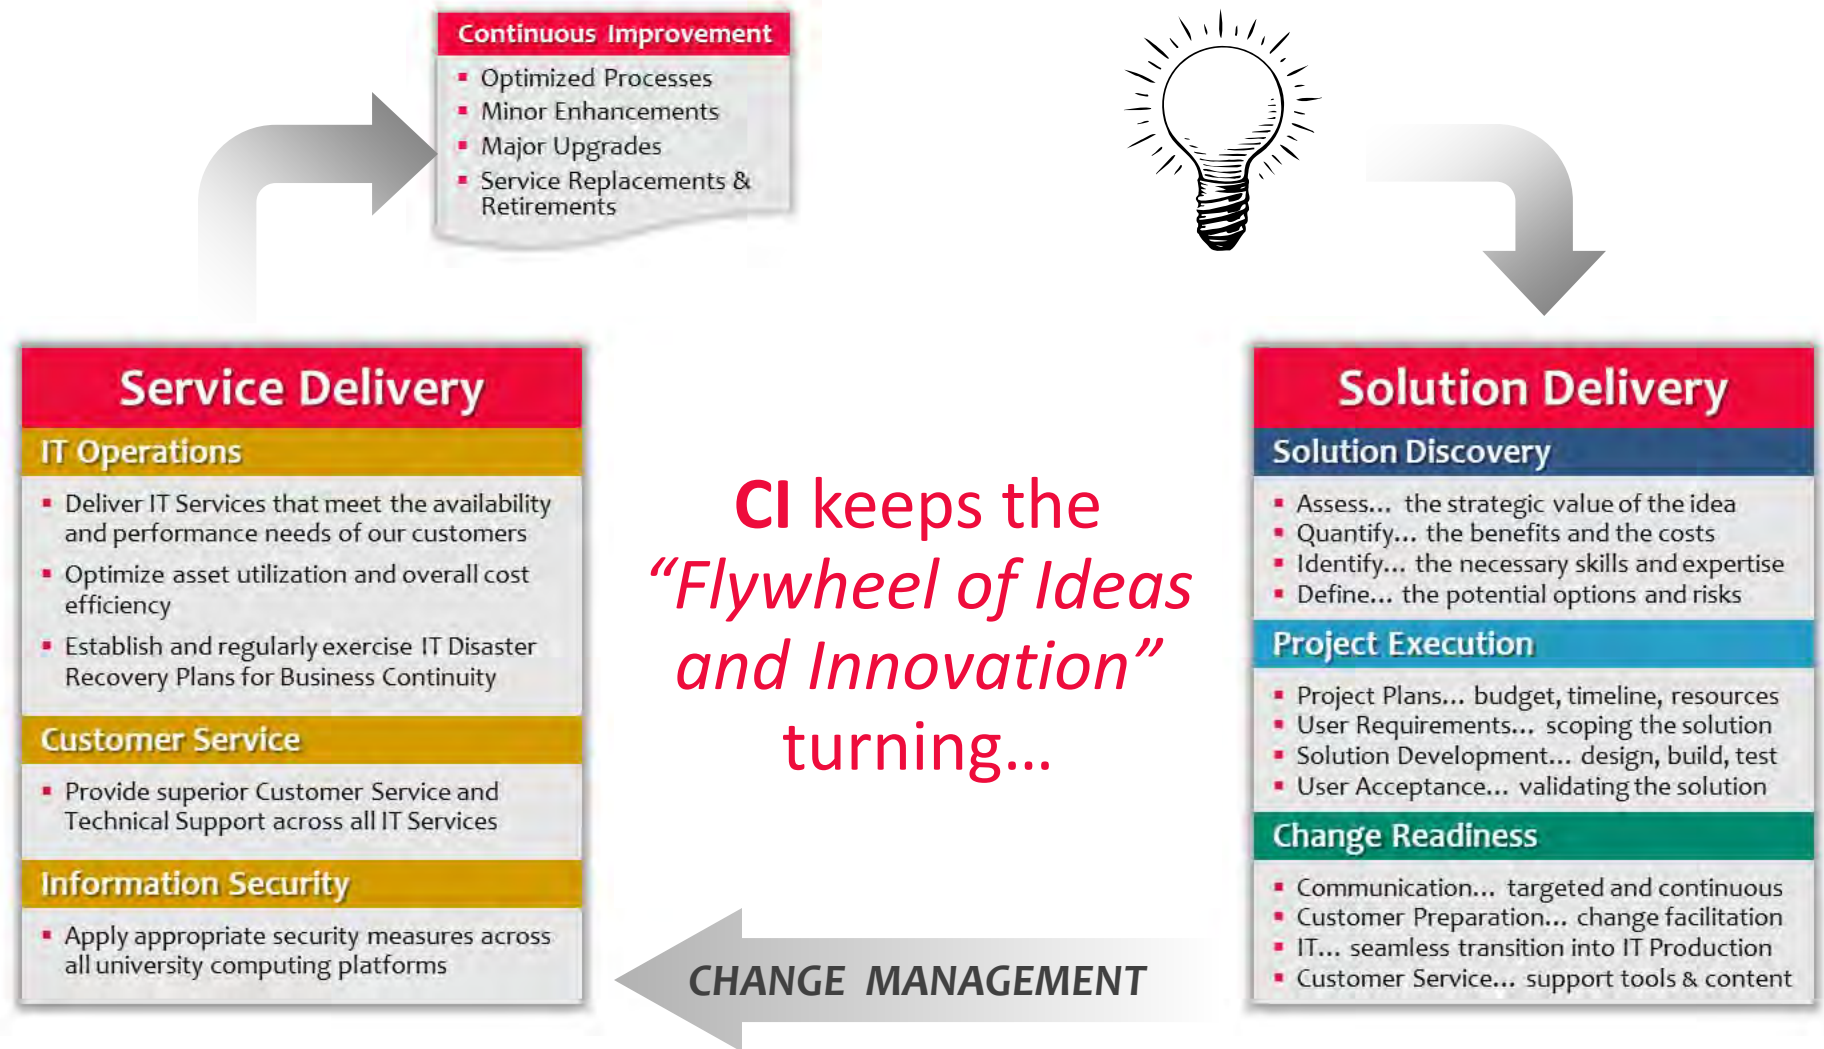 Continuous Improvement
▪ Optimized Processes
▪ Minor Enhancements
▪ Major Upgrades
▪ Service Replacements &
Retirements
Service Delivery
IT Operations
▪ Deliver IT Services that meet the availability
and performance needs of our customers
▪ Optimize asset utilization and overall cost
efficiency
▪ Establish and regularly exercise IT Disaster
Recovery Plans for Business Continuity
Customer Service
▪ Provide superior Customer Service and
Technical Support across all IT Services
Information Security
▪ Apply appropriate security measures across
all university computing platforms
CI keeps the
“Flywheel of Ideas
and Innovation”
turning...
CHANGE MANAGEMENT
Solution Delivery
Solution Discovery
▪ Assess... the strategic value of the idea
▪ Quantify... the benefits and the costs
▪ Identify... the necessary skills and expertise
▪ Define... the potential options and risks
Project Execution
▪ Project Plans... budget, timeline, resources
▪ User Requirements... scoping the solution
▪ Solution Development... design, build, test
▪ User Acceptance... validating the solution
Change Readiness
▪ Communication... targeted and continuous
▪ Customer Preparation... change facilitation
▪ IT... seamless transition into IT Production
▪ Customer Service... support tools & content